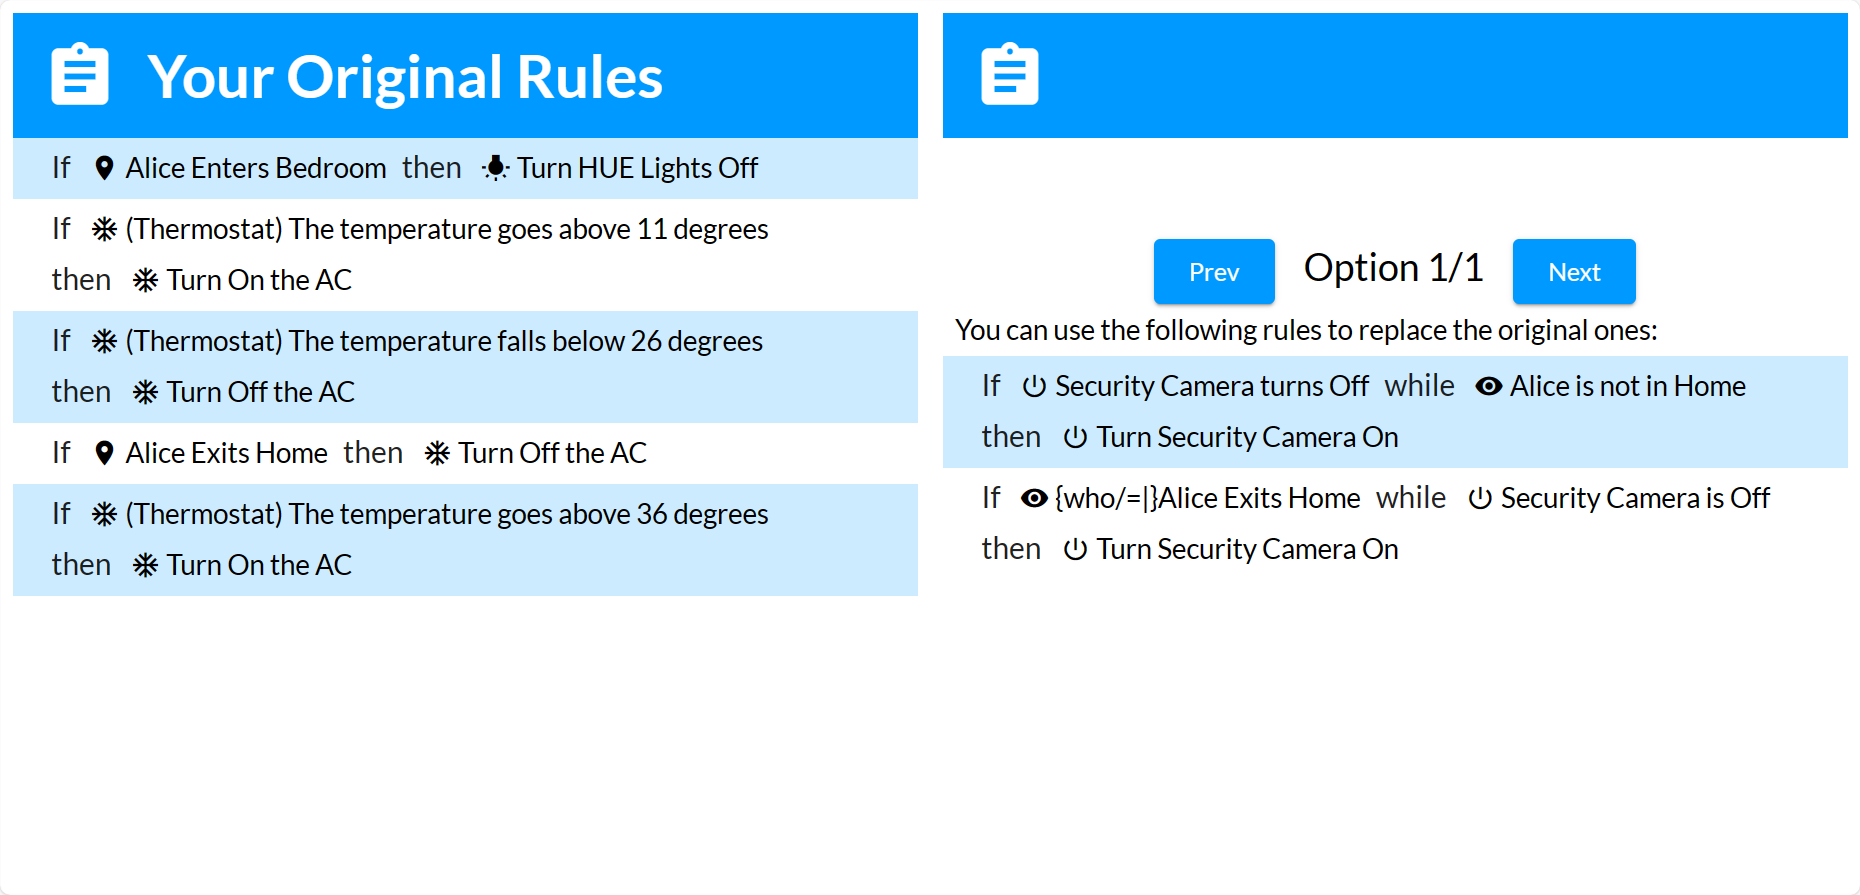 Your Original Rules
If Alice Enters Bedroom then Turn HUE Lights Off
If (Thermostat) The temperature goes above 11 degrees
then Turn On the AC
If (Thermostat) The temperature falls below 26 degrees
then Turn Off the AC
If Alice Exits Home then Turn Off the AC
If (Thermostat) The temperature goes above 36 degrees
then Turn On the AC
Prev Option 1/1 Next
You can use the following rules to replace the original ones:
If Security Camera turns Off while Alice is not in Home
then Turn Security Camera On
If {who/=|}Alice Exits Home while Security Camera is Off
then Turn Security Camera On